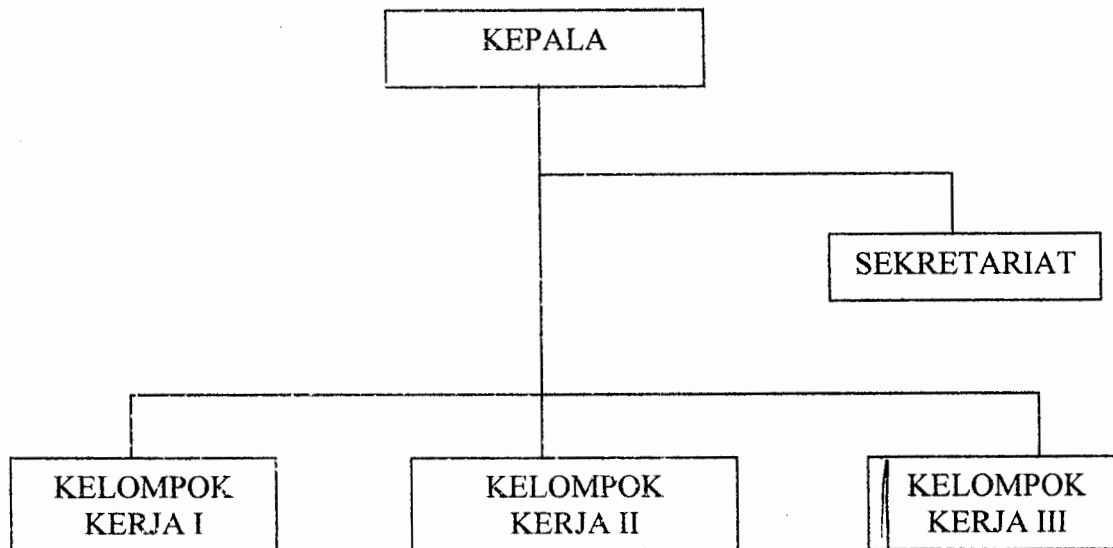 KEPALA
SEKRETARIAT
KELOMPOK
KERJA I
KELOMPOK
KERJA II
KELOMPOK
KERJA III